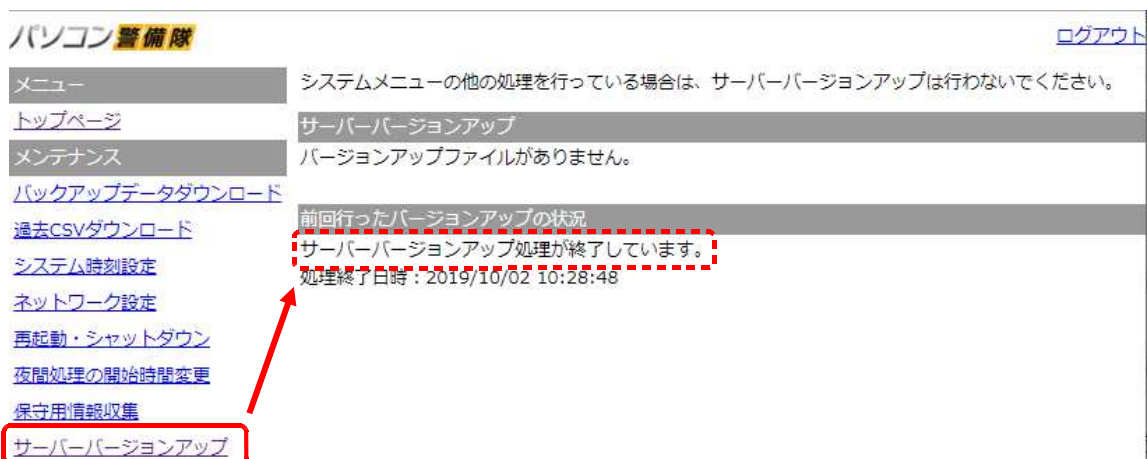 パソコン警備隊
ログアウト
メニュー
トップページ
メンテナンス
バックアップデータダウンロード
過去CSVダウンロード
システム時刻設定
ネットワーク設定
再起動・シャットダウン
夜間処理の開始時間変更
保守用情報収集
サーバーバージョンアップ
システムメニューの他の処理を行っている場合は、サーバーバージョンアップは行わないでください。
サーバーバージョンアップ
バージョンアップファイルがありません。
前回行ったバージョンアップの状況
サーバーバージョンアップ処理が終了しています。
処理終了日時：2019/10/02 10:28:48